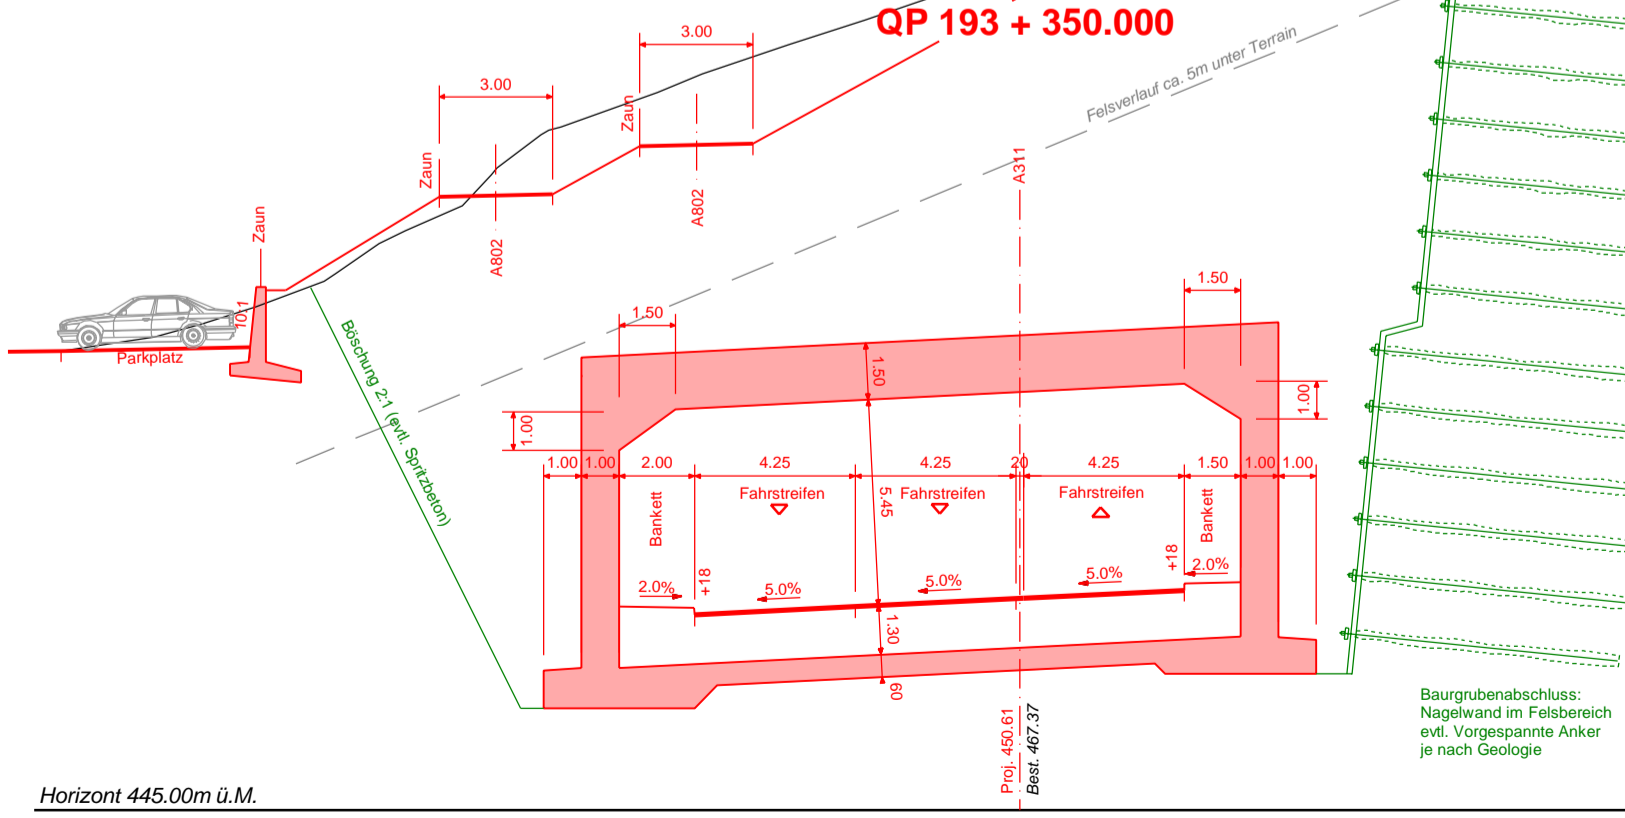 QP 193 + 350.000
3.00
3.00
Zaun
Zaun
Zaun
A802
A802
A311
Felsverlauf ca. 5m unter Terrain
10:1
Parkplatz
Böschung 2:1 (evtl. Spritzbeton)
1.50
1.50
1.50
1.00
1.00
1.00 1.00 2.00 4.25 4.25 20 4.25 1.50 1.00 1.00
Fahrstreifen Fahrstreifen Fahrstreifen
Bankett
Bankett
5.45
+18
+18
2.0% 5.0% 5.0% 5.0% 2.0%
1.30
60
Proj. 450.61
Best. 467.37
Baurgrubenabschluss:
Nagelwand im Felsbereich
evtl. Vorgespannte Anker
je nach Geologie
Horizont 445.00m ü.M.